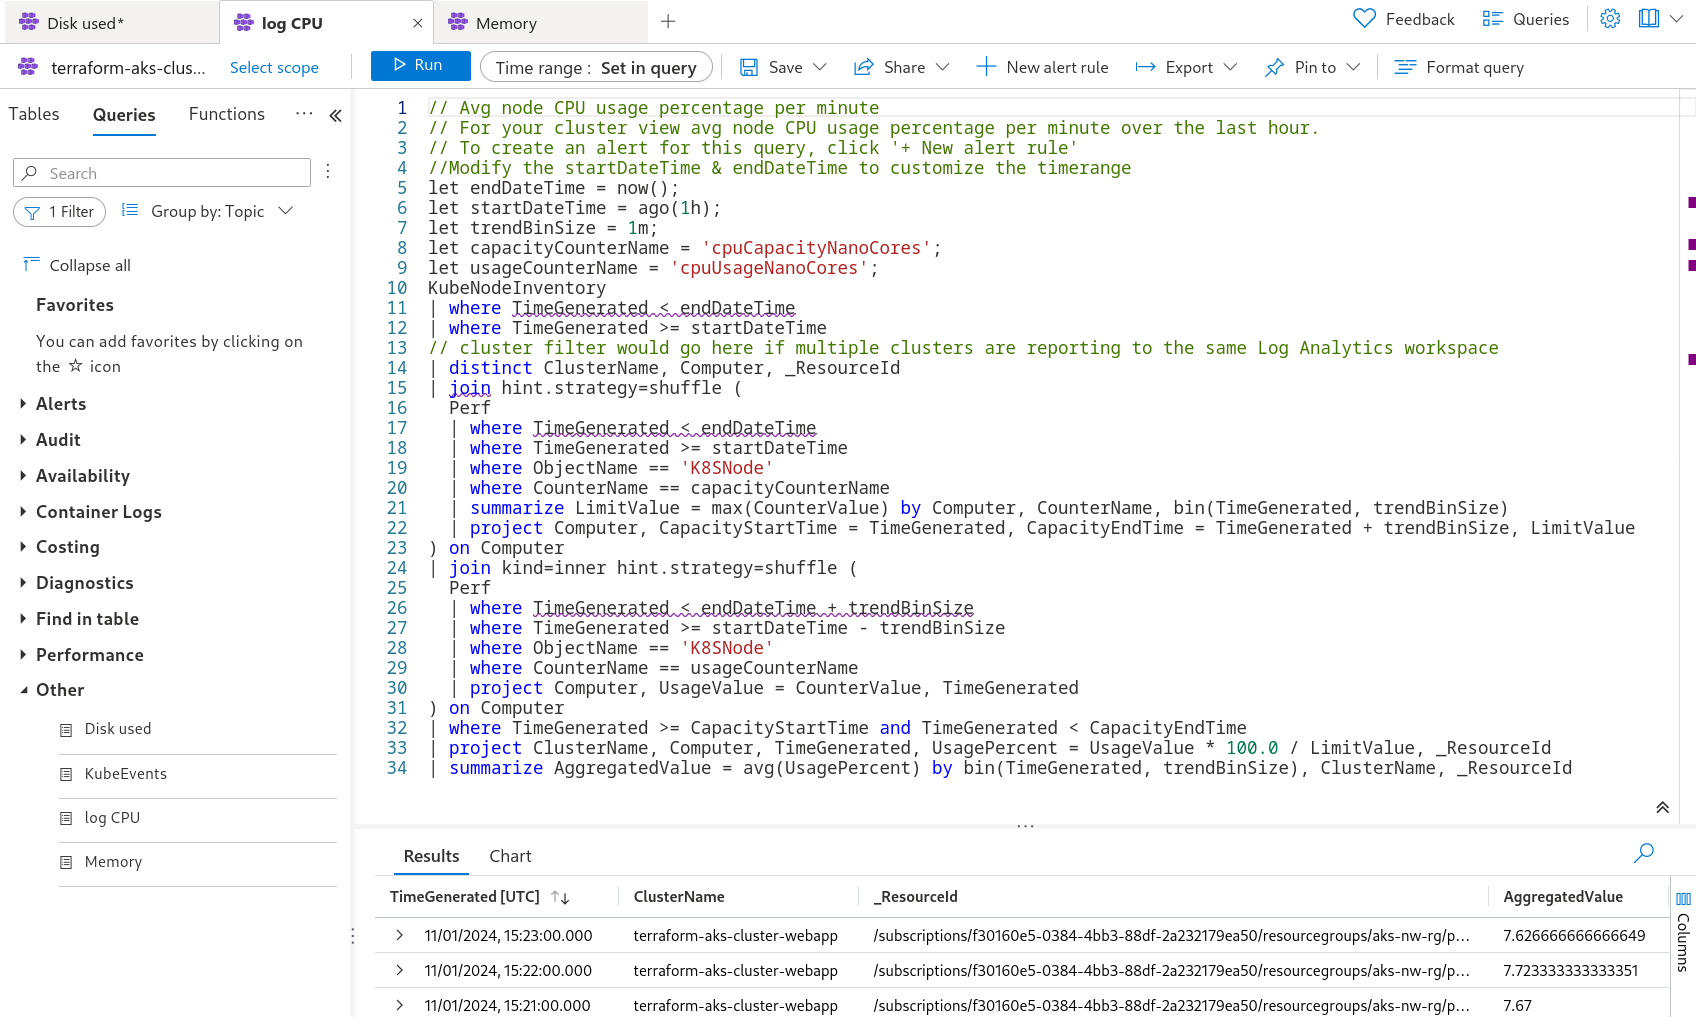 Disk used*
log CPU
Memory
Feedback
Queries
terraform-aks-clus...
Select scope
Run
Time range : Set in query
Save
Share
New alert rule
Export
Pin to
Format query
Tables
Queries
Functions
Search
1 Filter
Group by: Topic
Collapse all
Favorites
You can add favorites by clicking on
the ☆ icon
Alerts
Audit
Availability
Container Logs
Costing
Diagnostics
Find in table
Performance
Other
Disk used
KubeEvents
log CPU
Memory
1 // Avg node CPU usage percentage per minute
2 // For your cluster view avg node CPU usage percentage per minute over the last hour.
3 // To create an alert for this query, click '+ New alert rule'
4 //Modify the startDateTime & endDateTime to customize the timerange
5 let endDateTime = now();
6 let startDateTime = ago(1h);
7 let trendBinSize = 1m;
8 let capacityCounterName = 'cpuCapacityNanoCores';
9 let usageCounterName = 'cpuUsageNanoCores';
10 KubeNodeInventory
11 | where TimeGenerated < endDateTime
12 | where TimeGenerated >= startDateTime
13 // cluster filter would go here if multiple clusters are reporting to the same Log Analytics workspace
14 | distinct ClusterName, Computer, _ResourceId
15 | join hint.strategy=shuffle (
16 Perf
17 | where TimeGenerated < endDateTime
18 | where TimeGenerated >= startDateTime
19 | where ObjectName == 'K8SNode'
20 | where CounterName == capacityCounterName
21 | summarize LimitValue = max(CounterValue) by Computer, CounterName, bin(TimeGenerated, trendBinSize)
22 | project Computer, CapacityStartTime = TimeGenerated, CapacityEndTime = TimeGenerated + trendBinSize, LimitValue
23 ) on Computer
24 | join kind=inner hint.strategy=shuffle (
25 Perf
26 | where TimeGenerated < endDateTime + trendBinSize
27 | where TimeGenerated >= startDateTime - trendBinSize
28 | where ObjectName == 'K8SNode'
29 | where CounterName == usageCounterName
30 | project Computer, UsageValue = CounterValue, TimeGenerated
31 ) on Computer
32 | where TimeGenerated >= CapacityStartTime and TimeGenerated < CapacityEndTime
33 | project ClusterName, Computer, TimeGenerated, UsagePercent = UsageValue * 100.0 / LimitValue, _ResourceId
34 | summarize AggregatedValue = avg(UsagePercent) by bin(TimeGenerated, trendBinSize), ClusterName, _ResourceId
Results
Chart
TimeGenerated [UTC] ClusterName _ResourceId AggregatedValue
11/01/2024, 15:23:00.000 terraform-aks-cluster-webapp /subscriptions/f30160e5-0384-4bb3-88df-2a232179ea50/resourcegroups/aks-nw-rg/p... 7.626666666666649
11/01/2024, 15:22:00.000 terraform-aks-cluster-webapp /subscriptions/f30160e5-0384-4bb3-88df-2a232179ea50/resourcegroups/aks-nw-rg/p... 7.723333333333351
11/01/2024, 15:21:00.000 terraform-aks-cluster-webapp /subscriptions/f30160e5-0384-4bb3-88df-2a232179ea50/resourcegroups/aks-nw-rg/p... 7.67
Columns